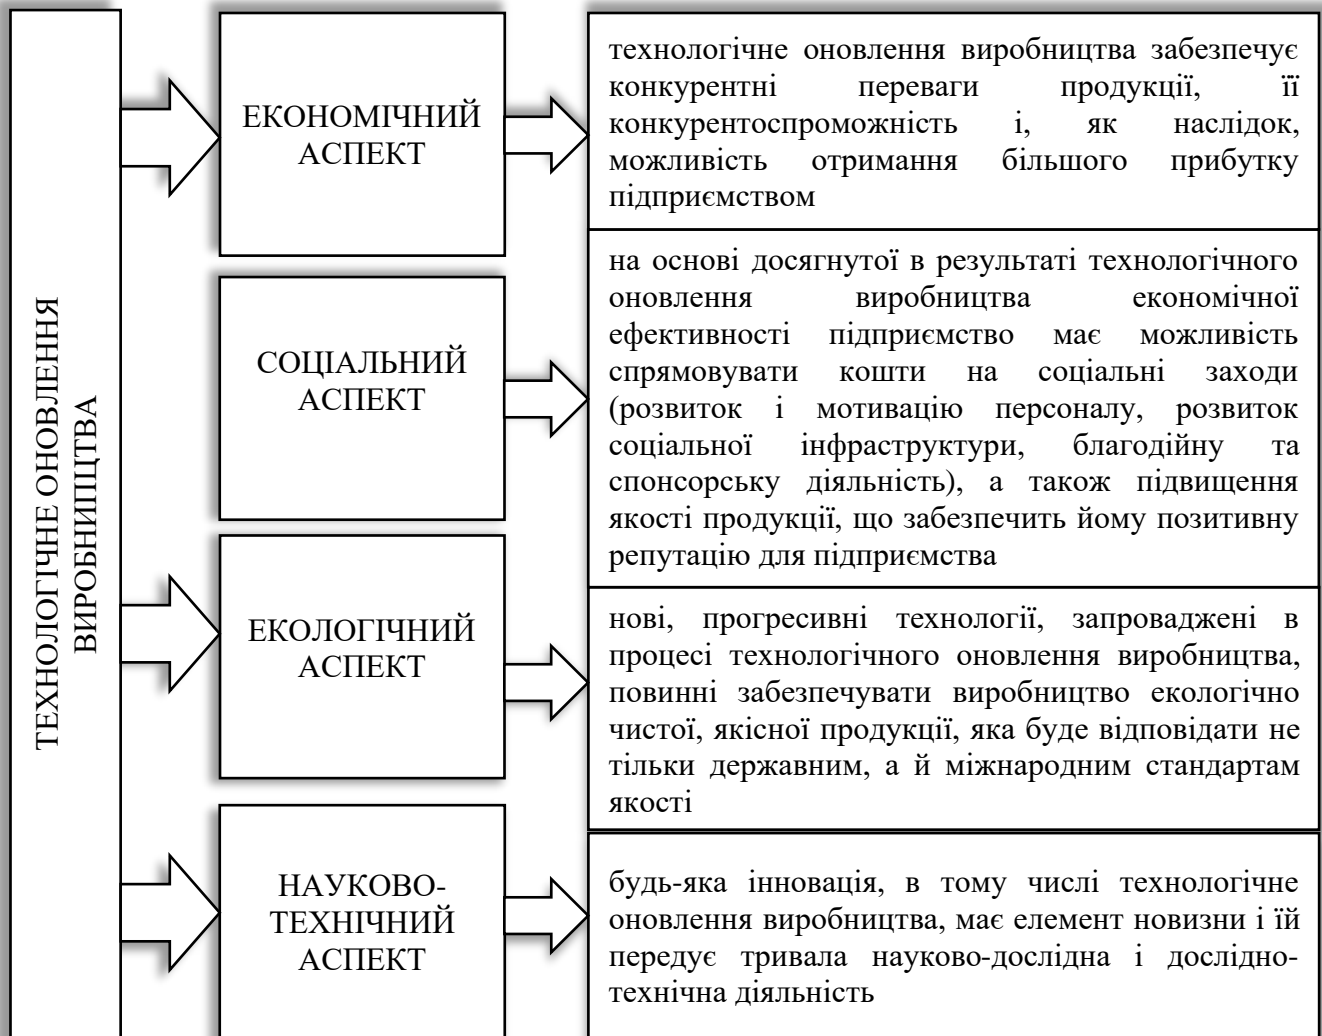 ТЕХНОЛОГІЧНЕ ОНОВЛЕННЯ
ВИРОБНИПЦТВА
ЕКОНОМІЧНИЙ
АСПЕКТ
технологічне оновлення виробництва забезпечує
конкурентні переваги продукції, її
конкурентоспроможність і, як наслідок,
можливість отримання більшого прибутку
підприємством
СОЦІАЛЬНИЙ
АСПЕКТ
на основі досягнутої в результаті технологічного
оновлення виробництва економічної
ефективності підприємство має можливість
спрямовувати кошти на соціальні заходи
(розвиток і мотивацію персоналу, розвиток
соціальної інфраструктури, благодійну та
спонсорську діяльність), а також підвищення
якості продукції, що забезпечить йому позитивну
репутацію для підприємства
ЕКОЛОГІЧНИЙ
АСПЕКТ
нові, прогресивні технології, запроваджені в
процесі технологічного оновлення виробництва,
повинні забезпечувати виробництво екологічно
чистої, якісної продукції, яка буде відповідати не
тільки державним, а й міжнародним стандартам
якості
НАУКОВО-
ТЕХНІЧНИЙ
АСПЕКТ
будь-яка інновація, в тому числі технологічне
оновлення виробництва, має елемент новизни і їй
передує тривала науково-дослідна і дослідно-
технічна діяльність